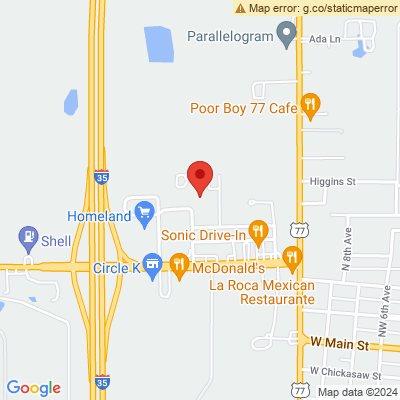 Map error: g.co/staticmaperror
Parallelogram
Ada Ln
Poor Boy 77 Cafe
35
Higgins St
Homeland
77
N 8th Ave
Shell
Sonic Drive-In
Circle K
McDonald's
La Roca Mexican
Restaurante
NW 6th Ave
W Main St
W Chickasaw St
35
77
Google
Map data ©2024